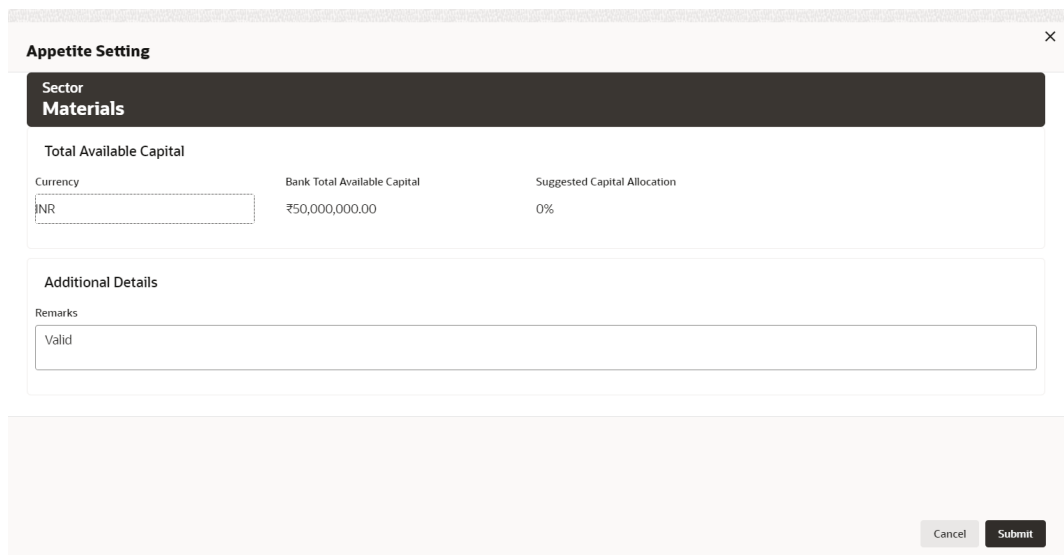 Appetite Setting
Sector
Materials
Total Available Capital
Currency Bank Total Available Capital Suggested Capital Allocation
INR ₹50,000,000.00 0%
Additional Details
Remarks
Valid
Cancel Submit